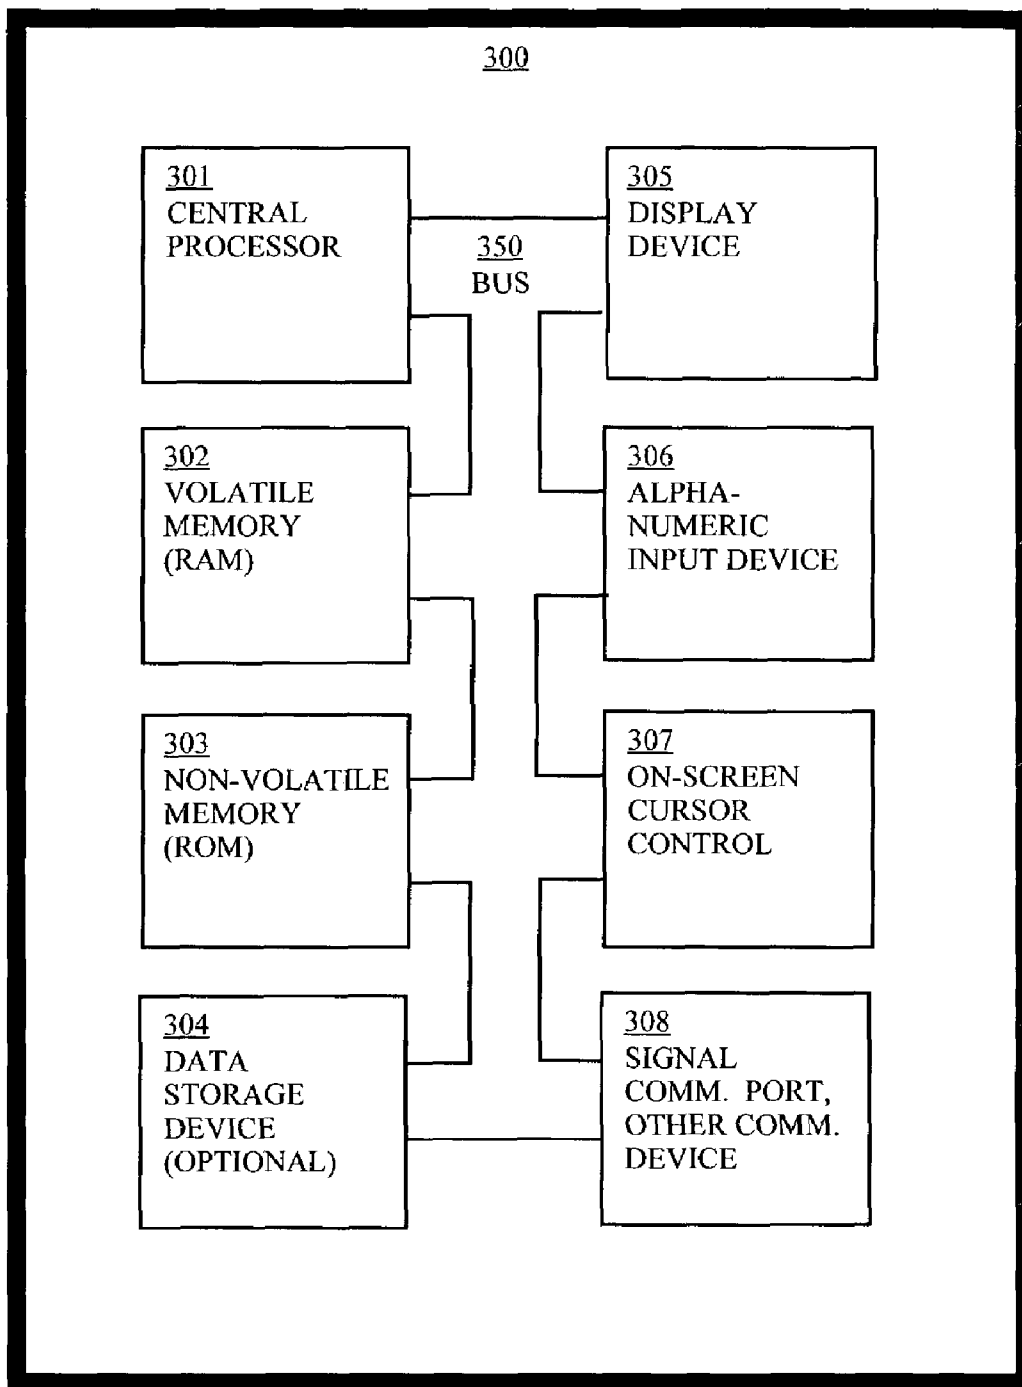 300
301
CENTRAL
PROCESSOR
305
DISPLAY
DEVICE
350
BUS
302
VOLATILE
MEMORY
(RAM)
306
ALPHA-
NUMERIC
INPUT DEVICE
303
NON-VOLATILE
MEMORY
(ROM)
307
ON-SCREEN
CURSOR
CONTROL
304
DATA
STORAGE
DEVICE
(OPTIONAL)
308
SIGNAL
COMM. PORT,
OTHER COMM.
DEVICE